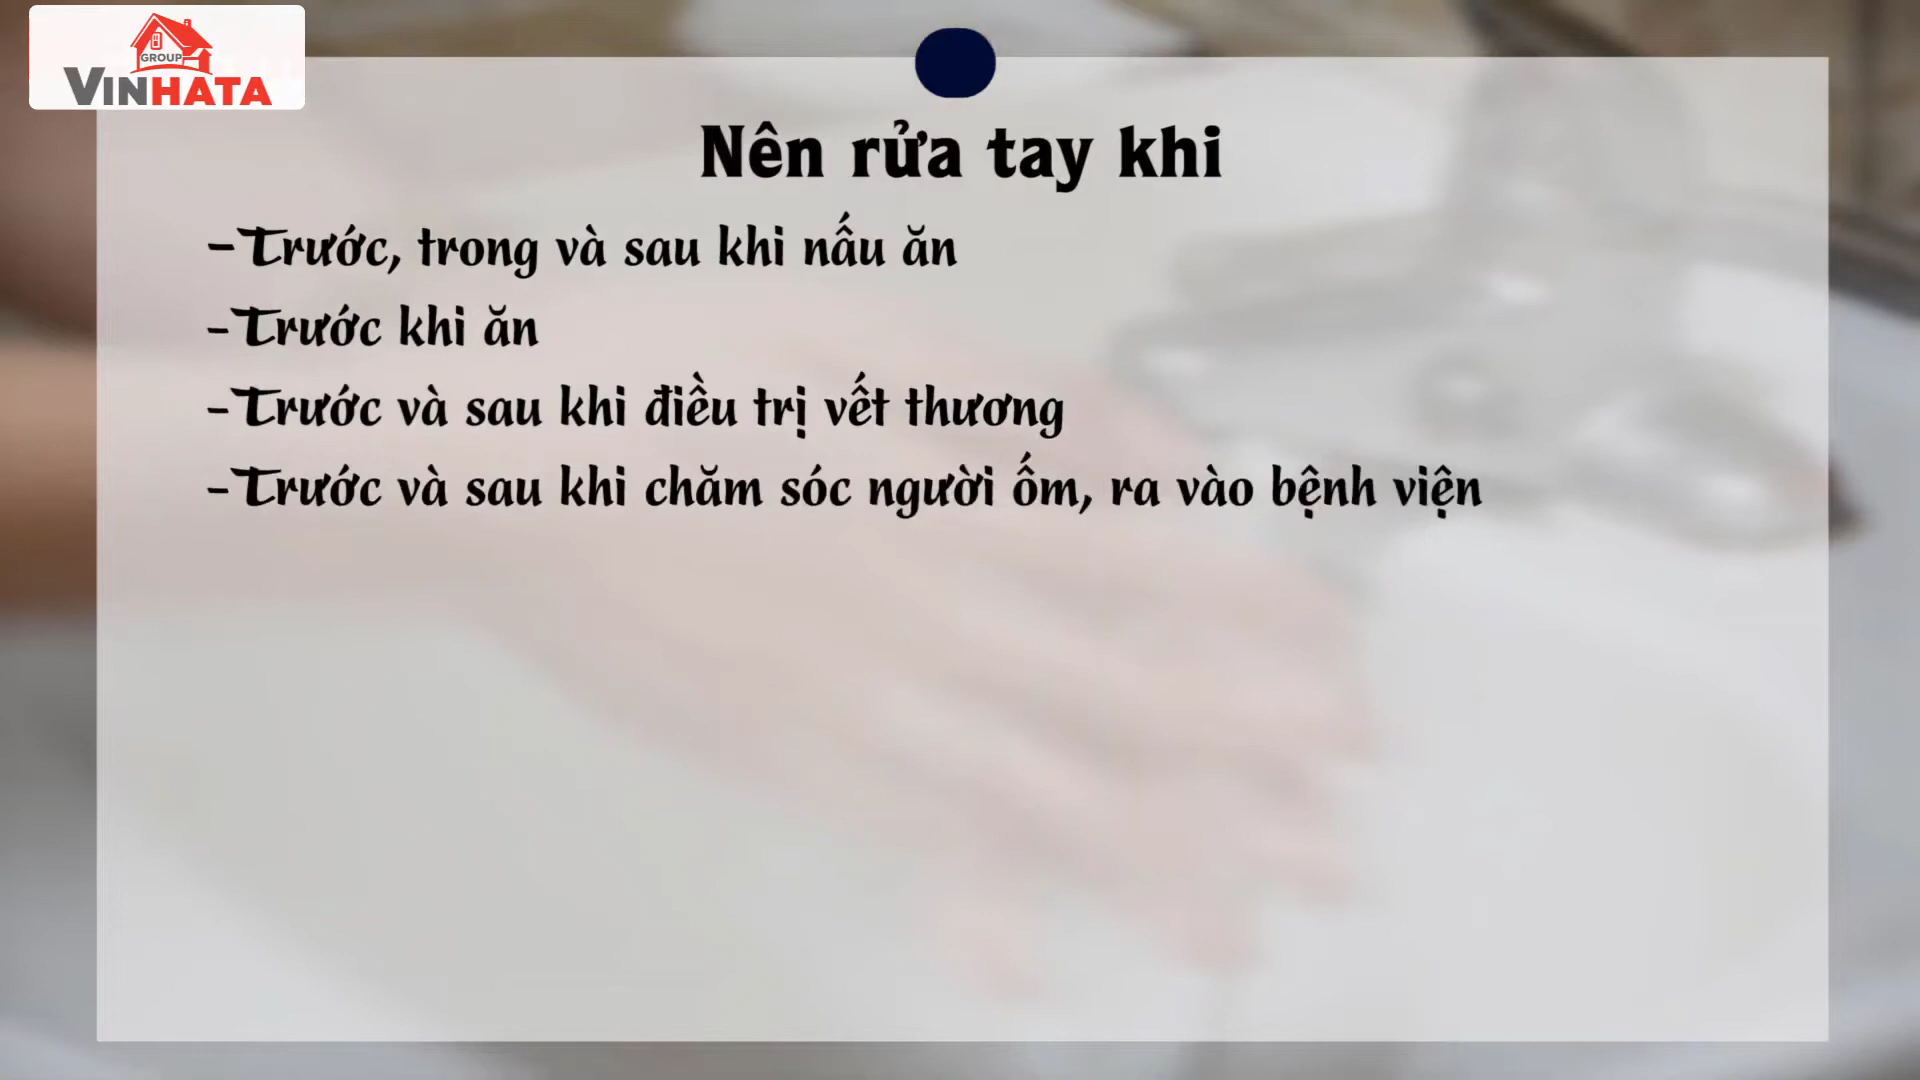 GROUP
VINHATA
Nên rửa tay khi
-Trước, trong và sau khi nấu ăn
-Trước khi ăn
-Trước và sau khi điều trị vết thương
-Trước và sau khi chăm sóc người ốm, ra vào bệnh viện